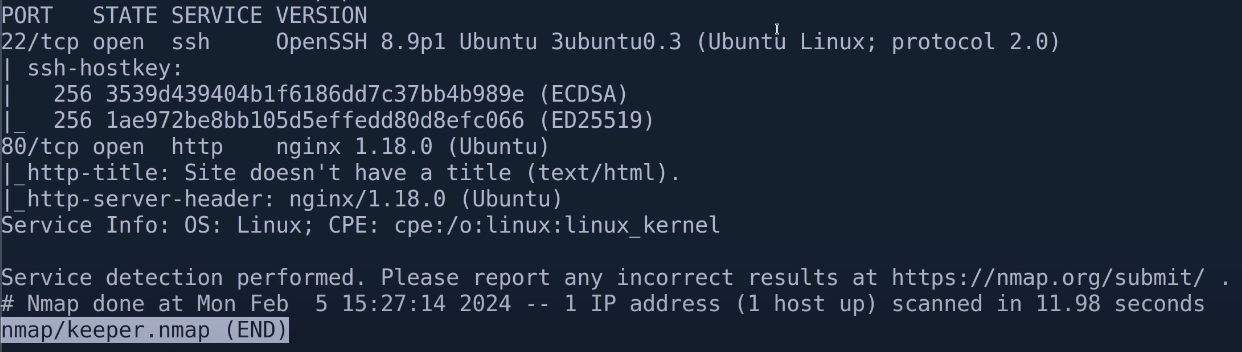 PORT   STATE SERVICE VERSION
22/tcp open  ssh     OpenSSH 8.9p1 Ubuntu 3ubuntu0.3 (Ubuntu Linux; protocol 2.0)
| ssh-hostkey:
|   256 3539d439404b1f6186dd7c37bb4b989e (ECDSA)
|_  256 1ae972be8bb105d5effedd80d8efc066 (ED25519)
80/tcp open  http    nginx 1.18.0 (Ubuntu)
|_http-title: Site doesn't have a title (text/html).
|_http-server-header: nginx/1.18.0 (Ubuntu)
Service Info: OS: Linux; CPE: cpe:/o:linux:linux_kernel

Service detection performed. Please report any incorrect results at https://nmap.org/submit/ .
# Nmap done at Mon Feb  5 15:27:14 2024 -- 1 IP address (1 host up) scanned in 11.98 seconds
nmap/keeper.nmap (END)